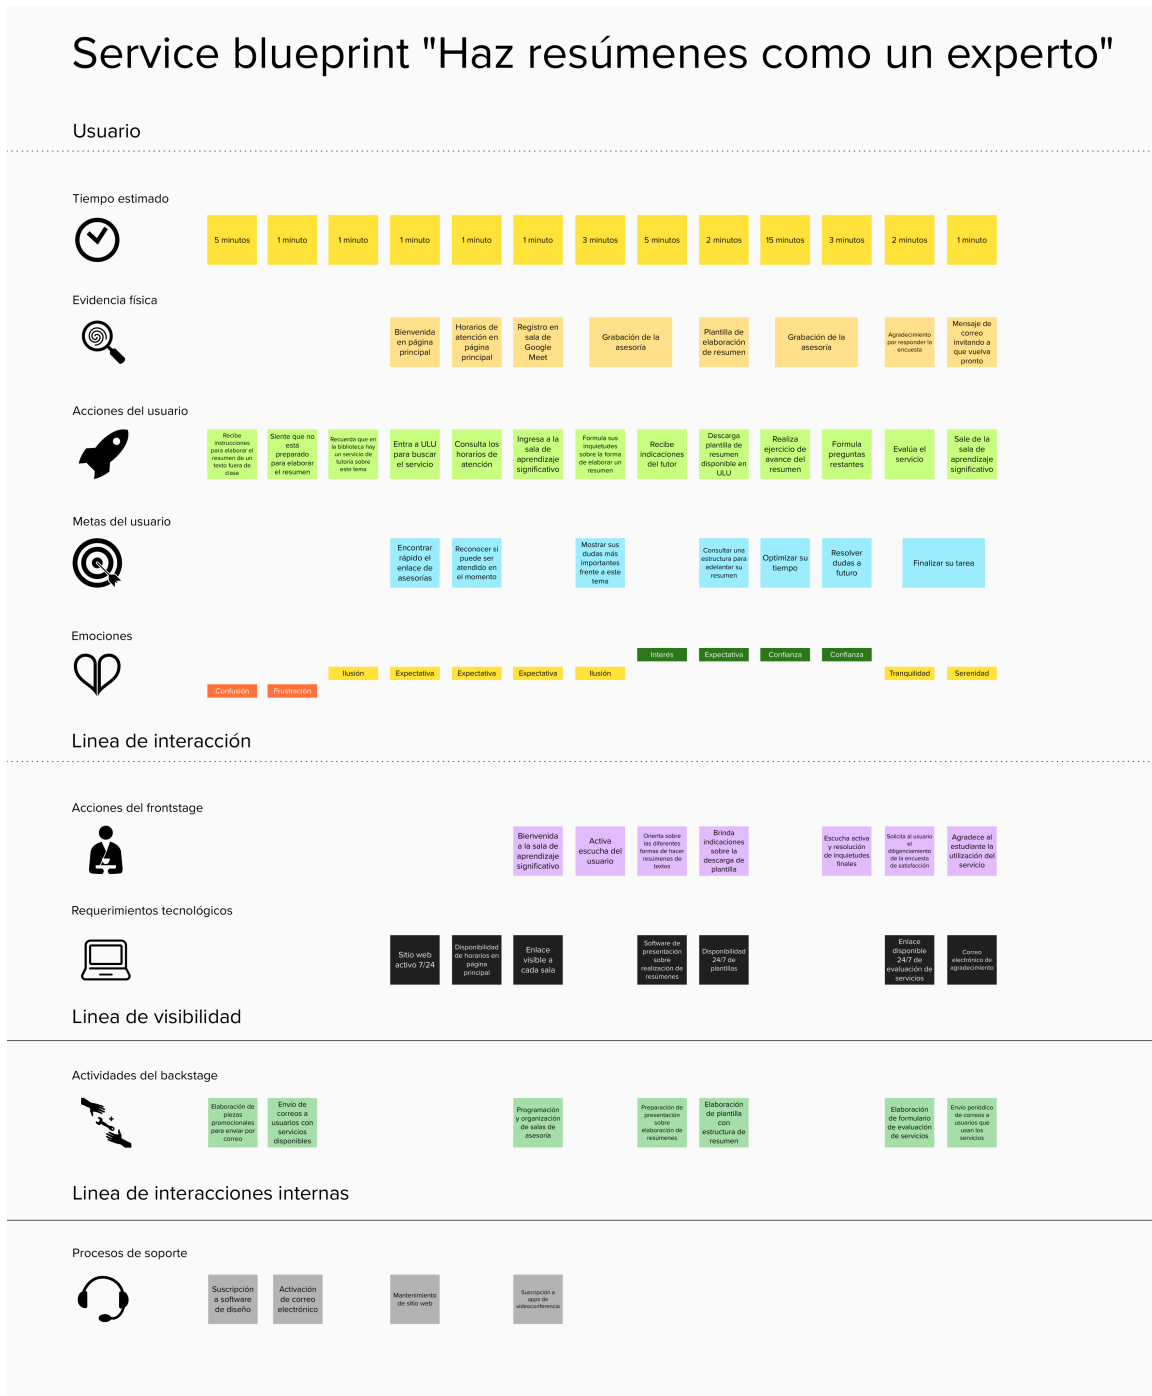 Service blueprint "Haz resúmenes como un experto"
Usuario
Tiempo estimado
5 minutos
1 minuto
1 minuto
1 minuto
1 minuto
1 minuto
3 minutos
5 minutos
2 minutos
15 minutos
3 minutos
2 minutos
1 minuto
Evidencia física
Bienvenida
en página
principal
Horarios de
atención en
página
principal
Registro en
sala de
Google
Meet
Grabación de la
asesoría
Plantilla de
elaboración
de resumen
Grabación de la
asesoría
Agradecimiento
por responder la
encuesta
Mensaje de
correo
invitando a
que vuelva
pronto
Acciones del usuario
Recibe
instrucciones
para elaborar el
resumen de un
texto fuera de
clase
Siente que no
está
preparado
para elaborar
el resumen
Recuerda que en
la biblioteca hay
un servicio de
tutoría sobre
este tema
Entra a ULU
para buscar
el servicio
Consulta los
horarios de
atención
Ingresa a la
sala de
aprendizaje
significativo
Formula sus
inquietudes
sobre la forma
de elaborar un
resumen
Recibe
indicaciones
del tutor
Descarga
plantilla de
resumen
disponible en
ULU
Realiza
ejercicio de
avance del
resumen
Formula
preguntas
restantes
Evalúa el
servicio
Sale de la
sala de
aprendizaje
significativo
Metas del usuario
Encontrar
rápido el
enlace de
asesorías
Reconocer si
puede ser
atendido en
el momento
Mostrar sus
dudas más
importantes
frente a este
tema
Consultar una
estructura para
adelantar su
resumen
Optimizar su
tiempo
Resolver
dudas a
futuro
Finalizar su tarea
Emociones
Interés
Expectativa
Confianza
Confianza
Ilusión
Expectativa
Expectativa
Expectativa
Ilusión
Tranquilidad
Serenidad
Confusión
Frustración
Linea de interacción
Acciones del frontstage
Bienvenida
a la sala de
aprendizaje
significativo
Activa
escucha del
usuario
Orienta sobre
las diferentes
formas de hacer
resúmenes de
textos
Brinda
indicaciones
sobre la
descarga de
plantilla
Escucha activa
y resolución
de inquietudes
finales
Solicita al usuario
el
diligenciamiento
de la encuesta
de satisfacción
Agradece al
estudiante la
utilización del
servicio
Requerimientos tecnológicos
Sitio web
activo 7/24
Disponibilidad
de horarios en
página
principal
Enlace
visible a
cada sala
Software de
presentación
sobre
realización de
resúmenes
Disponibilidad
24/7 de
plantillas
Enlace
disponible
24/7 de
evaluación de
servicios
Correo
electrónico de
agradecimiento
Linea de visibilidad
Actividades del backstage
Elaboración de
piezas
promocionales
para enviar por
correo
Envío de
correos a
usuarios con
servicios
disponibles
Programación
y organización
de salas de
asesoría
Preparación de
presentación
sobre
elaboración de
resúmenes
Elaboración
de plantilla
con
estructura de
resumen
Elaboración
de formulario
de evaluación
de servicios
Envío periódico
de correos a
usuarios que
usan los
servicios
Linea de interacciones internas
Procesos de soporte
Suscripción
a software
de diseño
Activación
de correo
electrónico
Mantenimiento
de sitio web
Suscripción a
apps de
videoconferencia